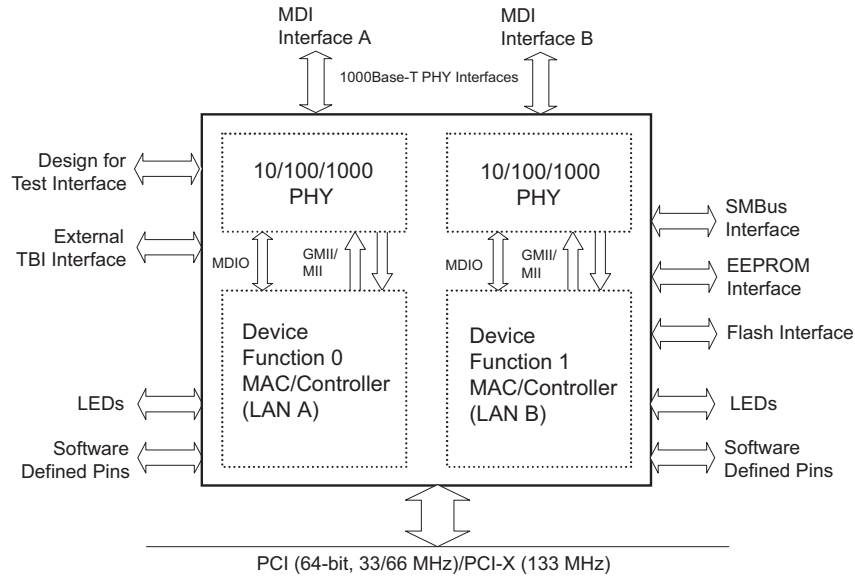 MDI
Interface A
MDI
Interface B
1000Base-T PHY Interfaces
Design for
Test Interface
External
TBI Interface
LEDs
Software
Defined Pins
10/100/1000
PHY
MDIO
GMII/
MII
Device
Function 0
MAC/Controller
(LAN A)
10/100/1000
PHY
MDIO
GMII/
MII
Device
Function 1
MAC/Controller
(LAN B)
SMBus
Interface
EEPROM
Interface
Flash Interface
LEDs
Software
Defined Pins
PCI (64-bit, 33/66 MHz)/PCI-X (133 MHz)